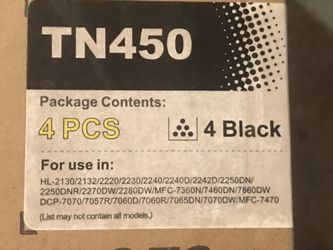 TN450
Package Contents:
4 PCS 4 Black
For use in:
HL-2130/2132/2220/2230/2240/2240D/2242D/2250DN/
2250DNR/2270DW/2280DW/MFC-7360N/7460DN/7860DW
DCP-7070/7057R/7060D/7060R/7065DN/7070DW/MFC-7470
(List may not contain all models.)